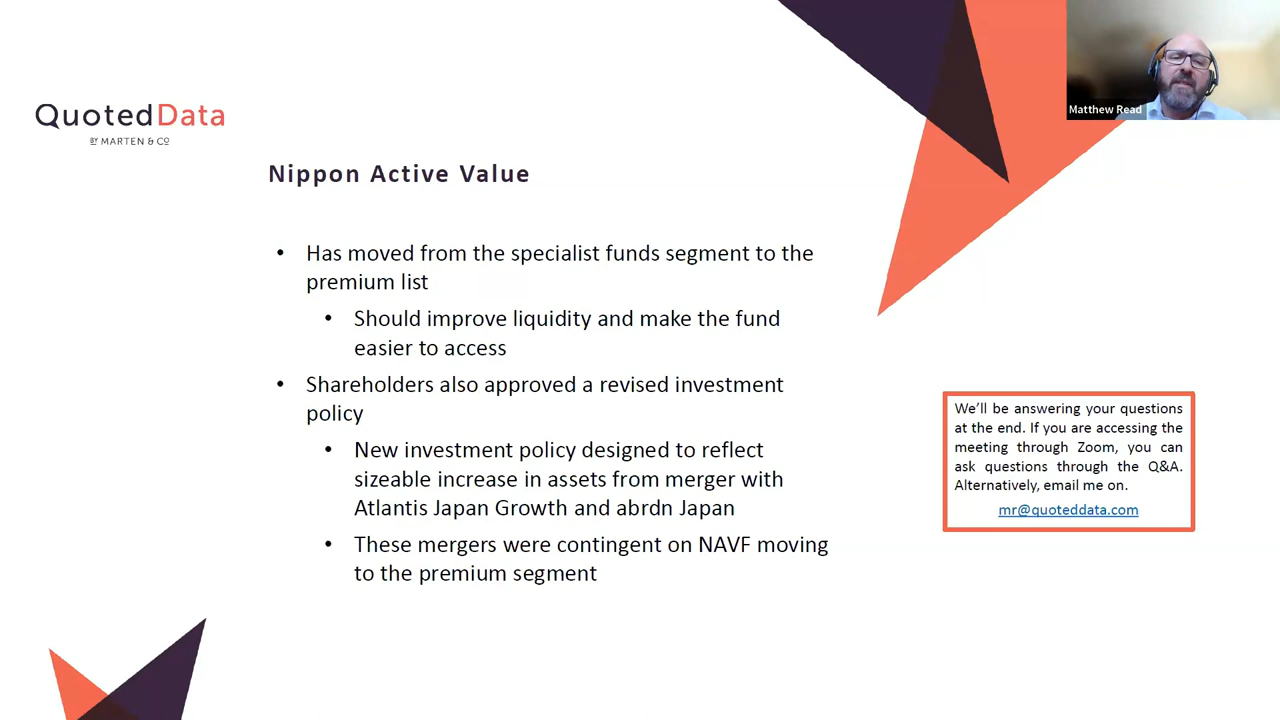 Matthew Read
QuotedData
BY MARTEN & CO
Nippon Active Value
• Has moved from the specialist funds segment to the
premium list
• Should improve liquidity and make the fund
easier to access
• Shareholders also approved a revised investment
policy
• New investment policy designed to reflect
sizeable increase in assets from merger with
Atlantis Japan Growth and abrdn Japan
• These mergers were contingent on NAVF moving
to the premium segment
We’ll be answering your questions
at the end. If you are accessing the
meeting through Zoom, you can
ask questions through the Q&A.
Alternatively, email me on.
mr@quoteddata.com